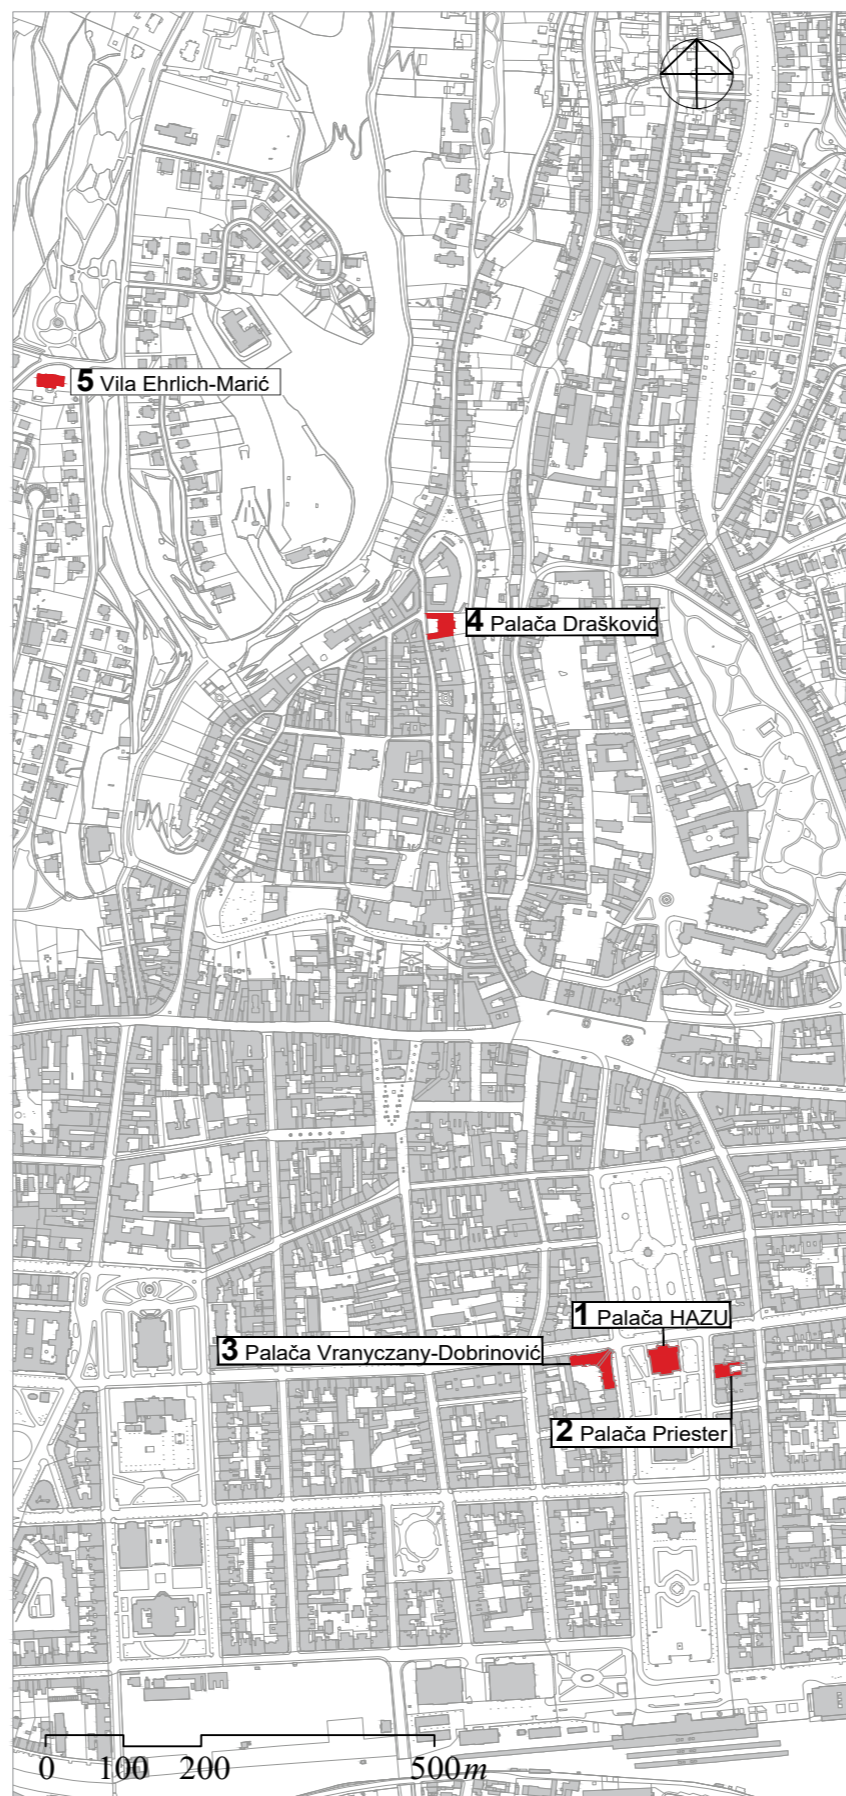 5 Vila Ehrlich-Marić
4 Palača Drašković
1 Palača HAZU
3 Palača Vranyczany-Dobrinović
2 Palača Priester
0 100 200 500m